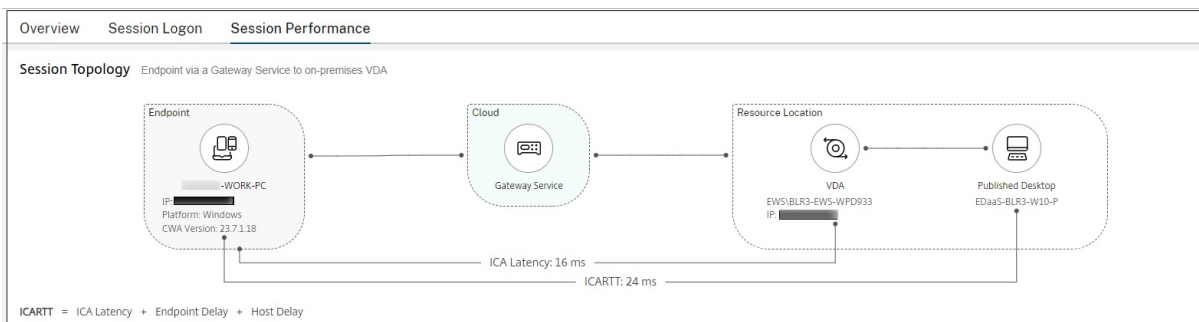 Overview Session Logon Session Performance
Session Topology Endpoint via a Gateway Service to on-premises VDA
Endpoint
-WORK-PC
IP:
Platform: Windows
CWA Version: 23.7.1.18
Cloud
Gateway Service
Resource Location
VDA
EWS\BLR3-EWS-WPD933
IP:
Published Desktop
EDaaS-BLR3-W10-P
ICA Latency: 16 ms
ICARTT: 24 ms
ICARTT = ICA Latency + Endpoint Delay + Host Delay